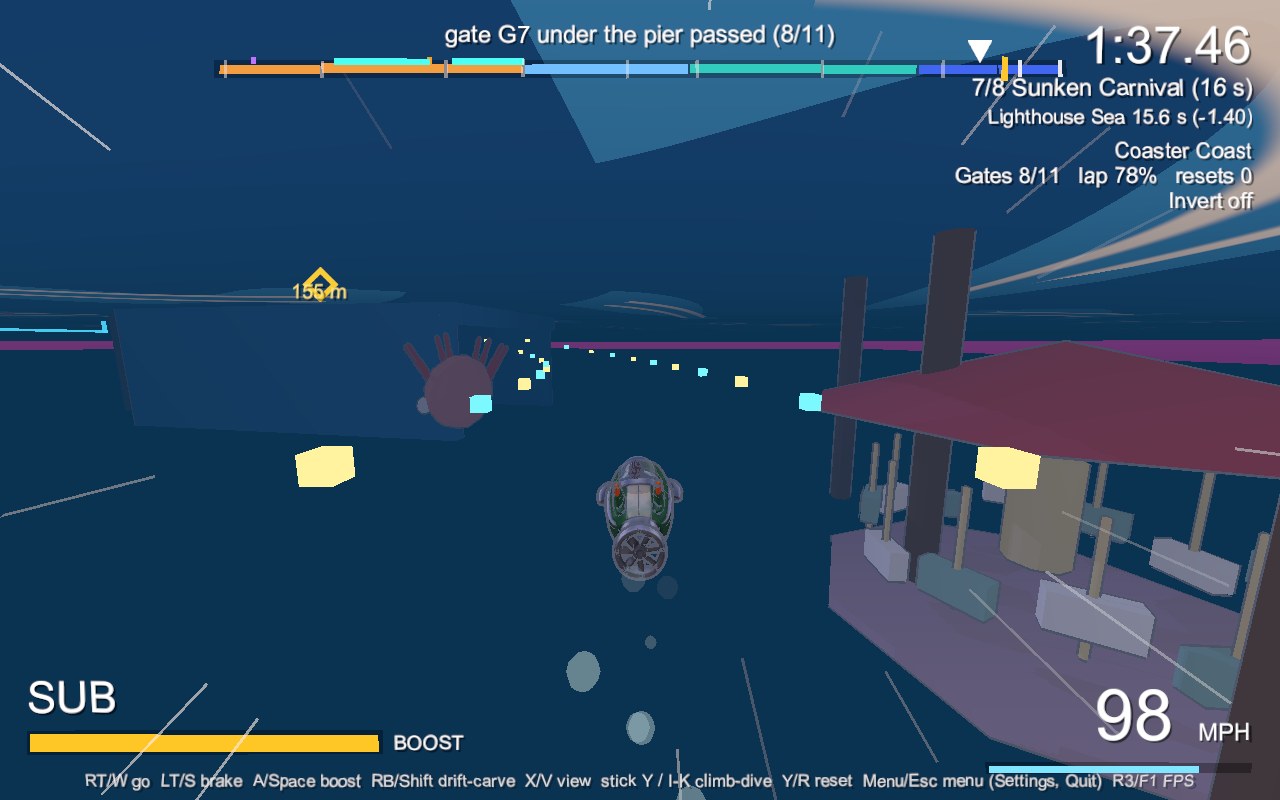 gate G7 under the pier passed (8/11)
1:37.46
7/8 Sunken Carnival (16 s)
Lighthouse Sea 15.6 s (-1.40)
Coaster Coast
Gates 8/11 lap 78% resets 0
Invert off
155 m
SUB
BOOST
98 MPH
RT/W go LT/S brake A/Space boost RB/Shift drift-carve X/V view stick Y / I-K climb-dive Y/R reset Menu/Esc menu (Settings, Quit) R3/F1 FPS